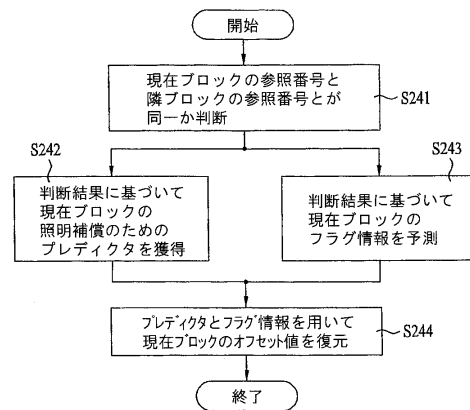 開始
現在ブロックの参照番号と
隣ブロックの参照番号とが
同一か判断
S241
S242
判断結果に基づいて
現在ブロックの
照明補償のための
プレディクタを獲得
S243
判断結果に基づいて
現在ブロックの
フラグ情報を予測
プレディクタとフラグ情報を用いて
現在ブロックのオフセット値を復元
S244
終了